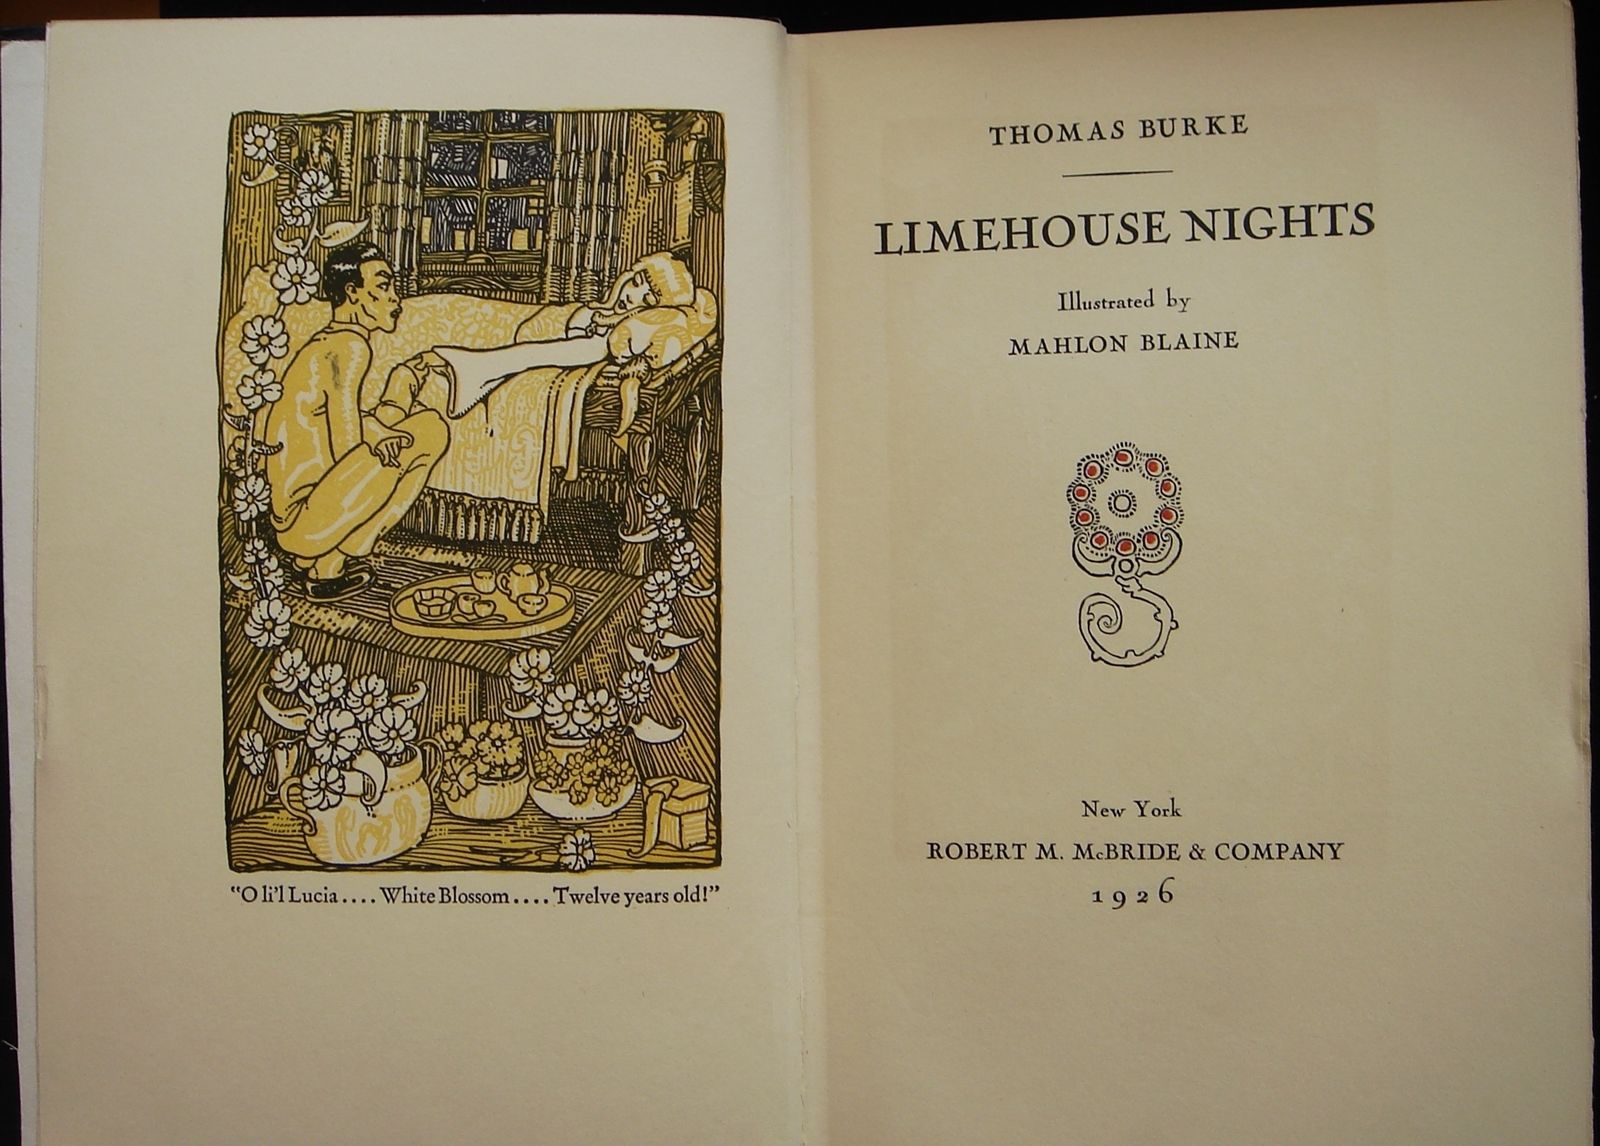 "O li'l Lucia.... White Blossom.... Twelve years old!"
THOMAS BURKE
LIMEHOUSE NIGHTS
Illustrated by
MAHLON BLAINE
New York
ROBERT M. McBRIDE & COMPANY
1926